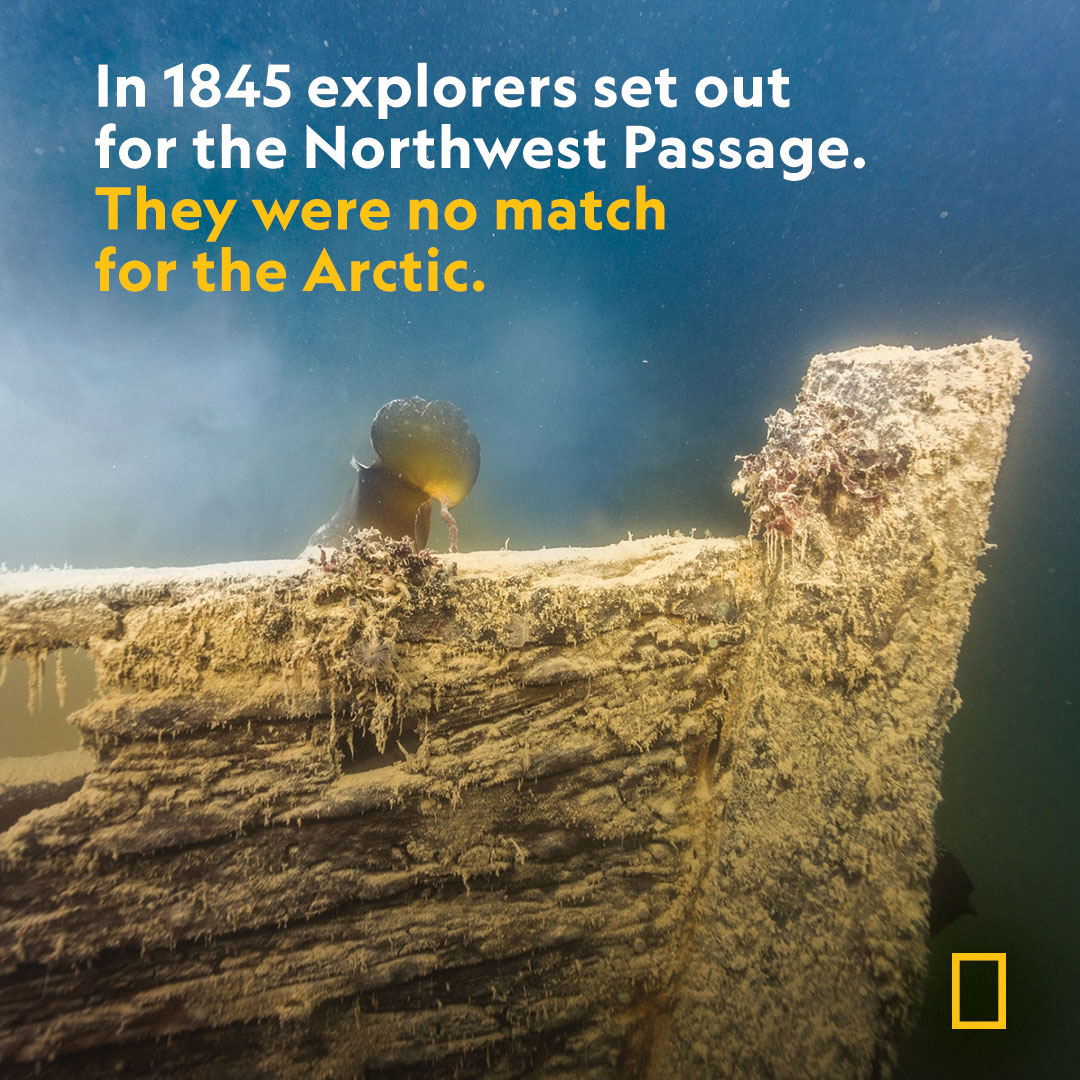 In 1845 explorers set out
for the Northwest Passage.
They were no match
for the Arctic.